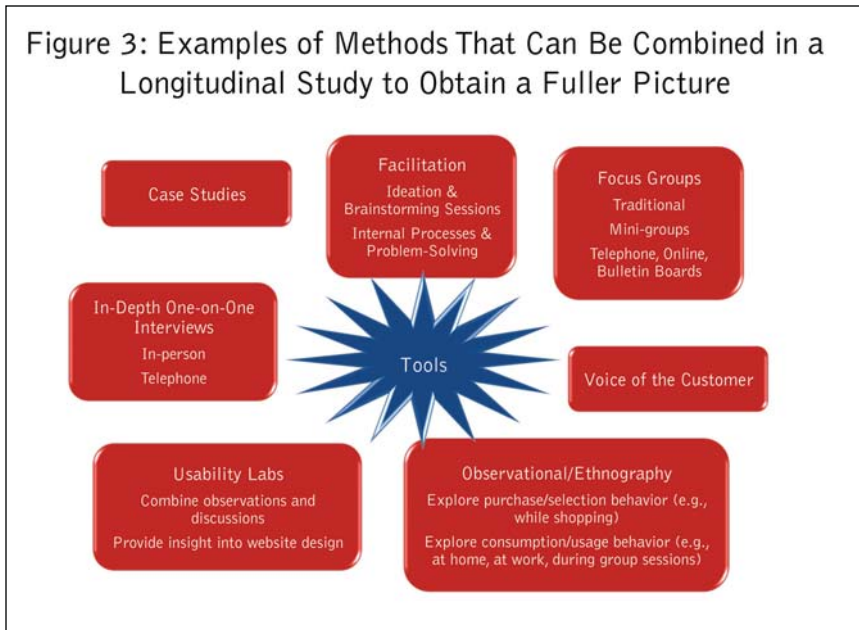 Figure 3: Examples of Methods That Can Be Combined in a
Longitudinal Study to Obtain a Fuller Picture
Case Studies
Facilitation
Ideation &
Brainstorming Sessions
Internal Processes &
Problem-Solving
Focus Groups
Traditional
Mini-groups
Telephone, Online,
Bulletin Boards
In-Depth One-on-One
Interviews
In-person
Telephone
Tools
Voice of the Customer
Usability Labs
Combine observations and
discussions
Provide insight into website design
Observational/Ethnography
Explore purchase/selection behavior (e.g.,
while shopping)
Explore consumption/usage behavior (e.g.,
at home, at work, during group sessions)